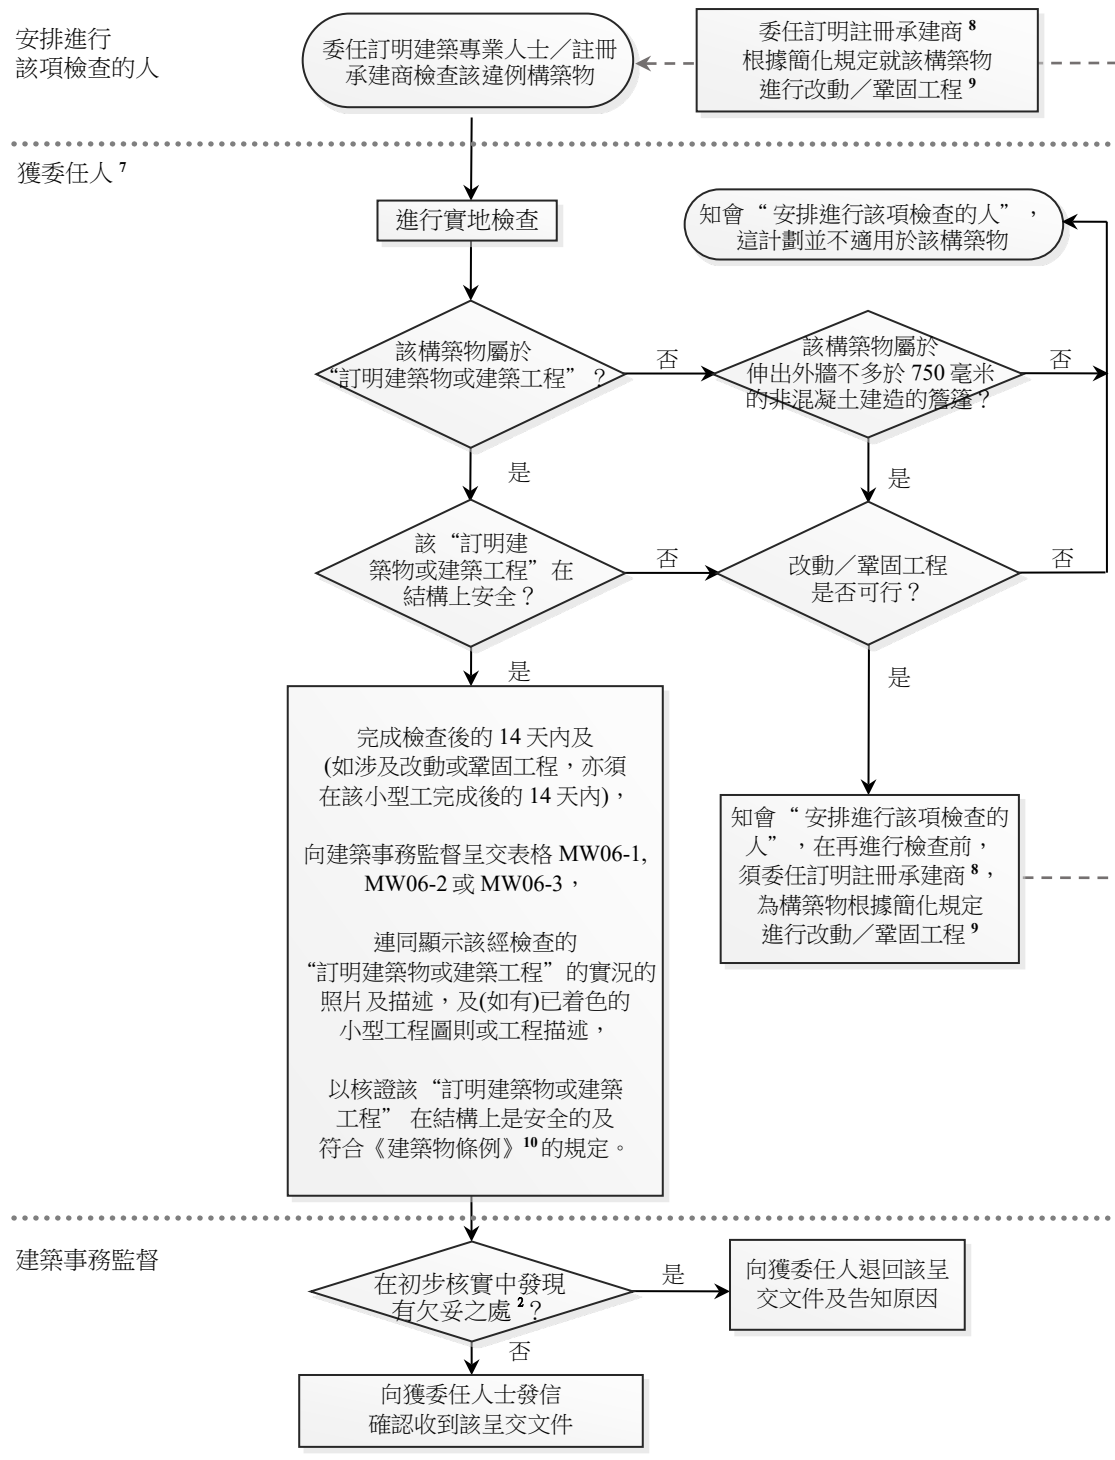 安排進行
該項檢查的人
委任訂明建築專業人士／註冊
承建商檢查該違例構築物
委任訂明註冊承建商 8
根據簡化規定就該構築物
進行改動／鞏固工程 9
獲委任人 7
進行實地檢查
知會“安排進行該項檢查的人”，
這計劃並不適用於該構築物
該構築物屬於
“訂明建築物或建築工程”？
否
該構築物屬於
伸出外牆不多於 750 毫米
的非混凝土建造的簷篷？
否
是
是
該“訂明建
築物或建築工程”在
結構上安全？
否
改動／鞏固工程
是否可行？
否
是
是
完成檢查後的 14 天內及
(如涉及改動或鞏固工程，亦須
在該小型工完成後的 14 天內)，
向建築事務監督呈交表格 MW06-1,
MW06-2 或 MW06-3，
連同顯示該經檢查的
“訂明建築物或建築工程”的實況的
照片及描述，及(如有)已着色的
小型工程圖則或工程描述，
以核證該“訂明建築物或建築
工程” 在結構上是安全的及
符合《建築物條例》10 的規定。
知會“安排進行該項檢查的
人”，在再進行檢查前，
須委任訂明註冊承建商 8，
為構築物根據簡化規定
進行改動／鞏固工程 9
建築事務監督
在初步核實中發現
有欠妥之處 2？
是
向獲委任人退回該呈
交文件及告知原因
否
向獲委任人士發信
確認收到該呈交文件